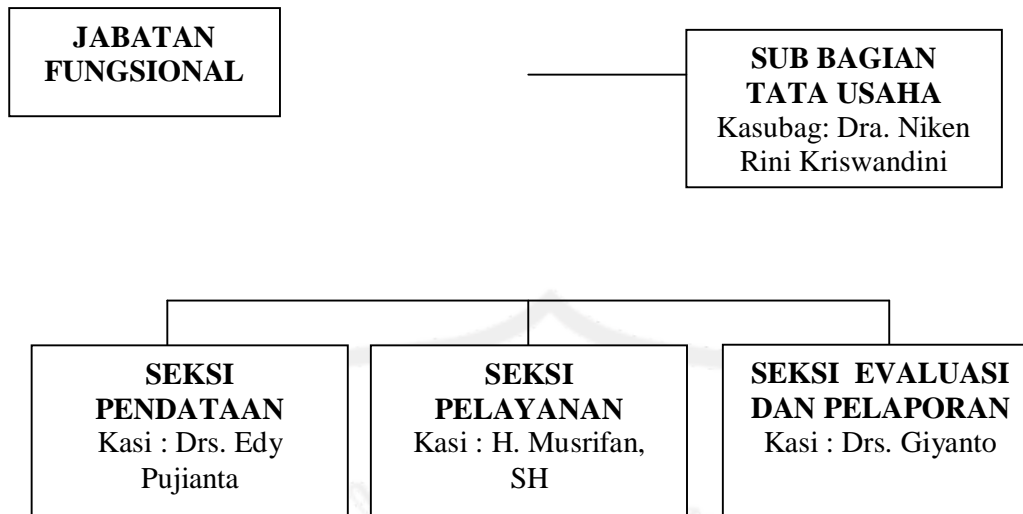 JABATAN
FUNGSIONAL
SUB BAGIAN
TATA USAHA
Kasubag: Dra. Niken
Rini Kriswandini
SEKSI
PENDATAAN
Kasi : Drs. Edy
Pujianta
SEKSI
PELAYANAN
Kasi : H. Musrifan,
SH
SEKSI EVALUASI
DAN PELAPORAN
Kasi : Drs. Giyanto